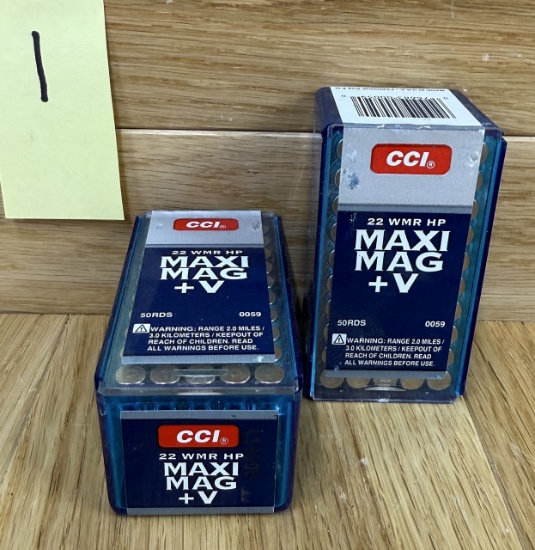 1
CCI®
22 WMR HP
MAXI
MAG
+V
50RDS 0059
WARNING: RANGE 2.0 MILES/
3.0 KILOMETERS/KEEPOUT OF
REACH OF CHILDREN. READ
ALL WARNINGS BEFORE USE.
CCI®
22 WMR HP
MAXI
MAG
+V
CCI®
22 WMR HP
MAXI
MAG
+V
50RDS 0059
WARNING: RANGE 2.0 MILES/
3.0 KILOMETERS/KEEPOUT OF
REACH OF CHILDREN. READ
ALL WARNINGS BEFORE USE.